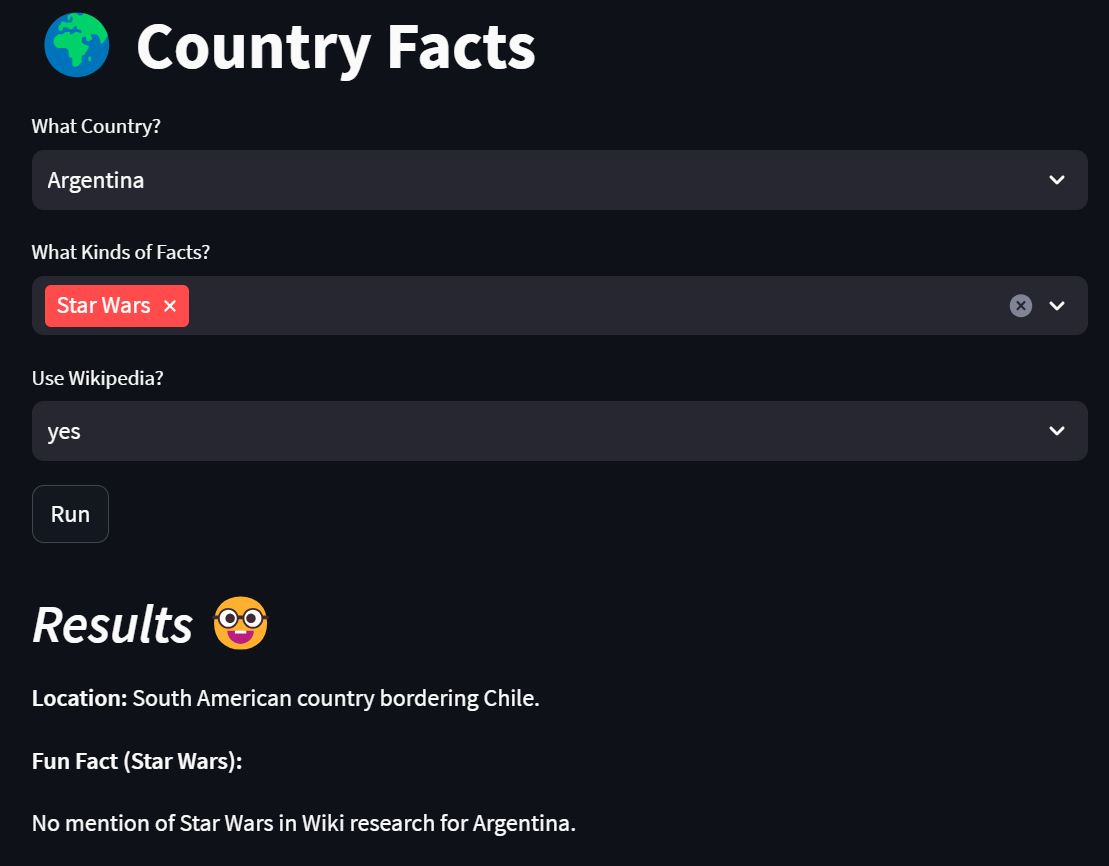 Country Facts
What Country?
Argentina
What Kinds of Facts?
Star Wars
Use Wikipedia?
yes
Run
Results
Location: South American country bordering Chile.
Fun Fact (Star Wars):
No mention of Star Wars in Wiki research for Argentina.